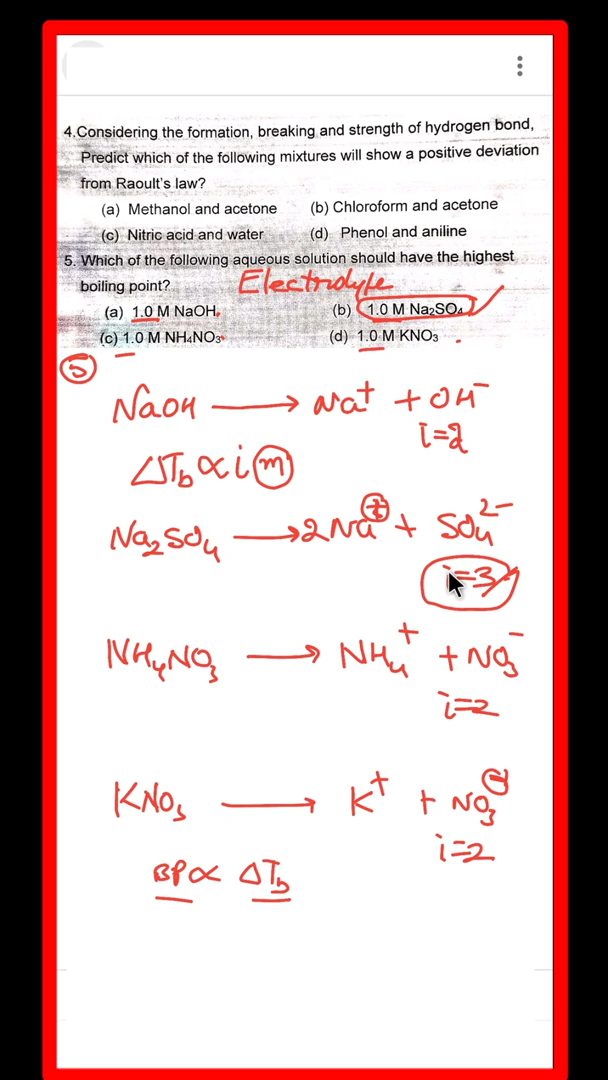 4.Considering the formation, breaking and strength of hydrogen bond,
Predict which of the following mixtures will show a positive deviation
from Raoult's law?
(a) Methanol and acetone (b) Chloroform and acetone
(c) Nitric acid and water (d) Phenol and aniline
5. Which of the following aqueous solution should have the highest
boiling point? Electrolyte
(a) 1.0 M NaOH (b) 1.0 M Na₂SO₄
(c) 1.0 M NH₄NO₃ (d) 1.0 M KNO₃
5
NaOH → Na⁺ + OH⁻
i=2
ΔTb ∝ i m
Na₂SO₄ → 2Na⁺ + SO₄²⁻
i=3
NH₄NO₃ → NH₄⁺ + NO₃⁻
i=2
KNO₃ → K⁺ + NO₃⁻
i=2
BP ∝ ΔTb